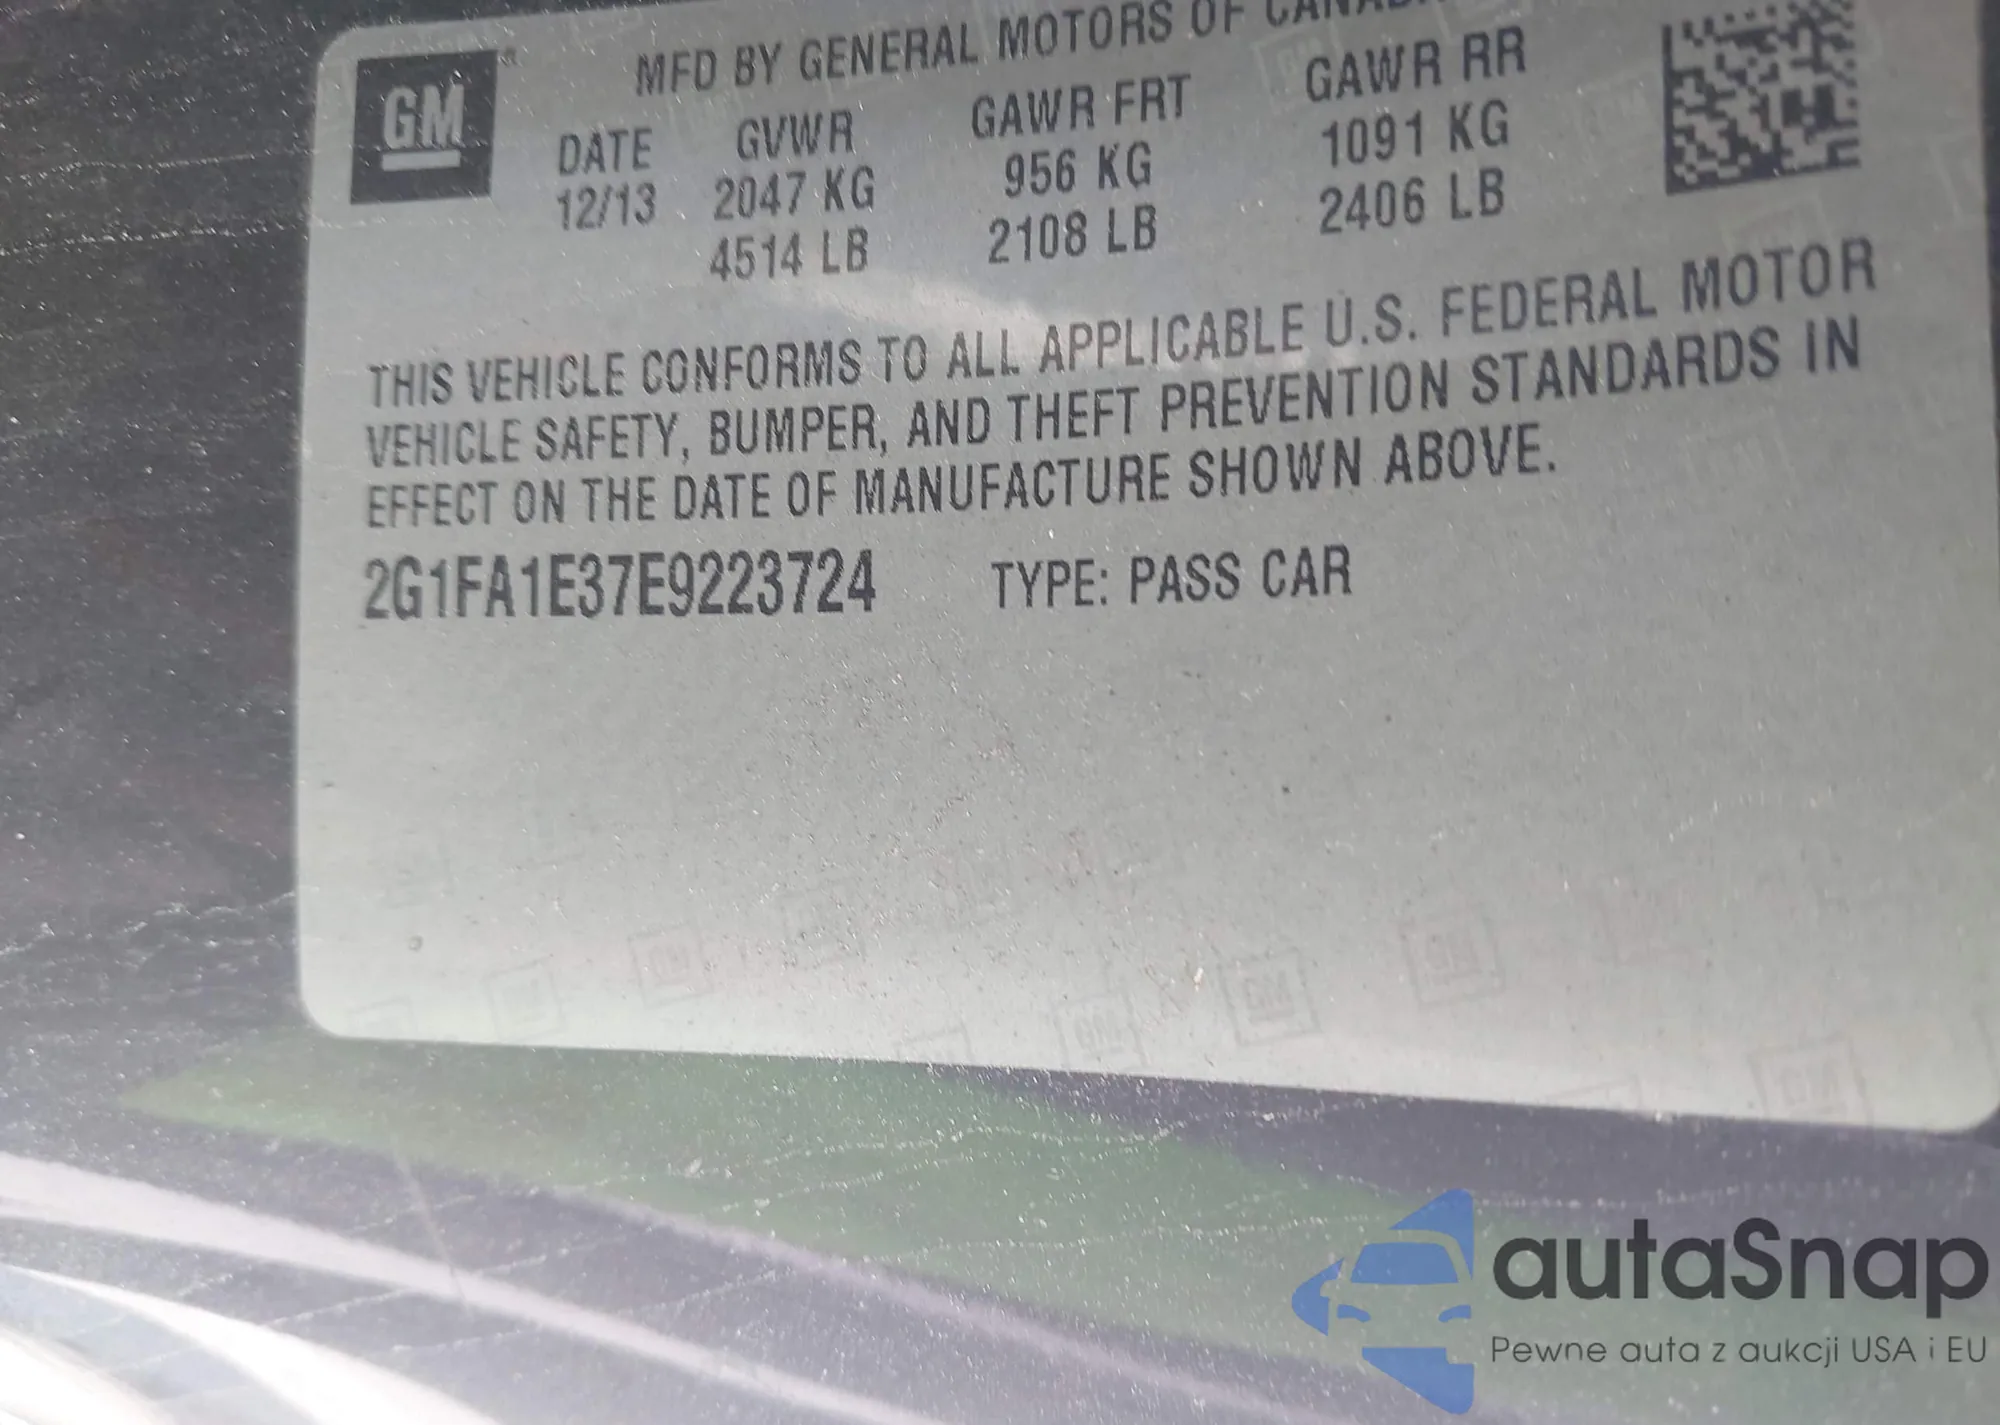 GM
MFD BY GENERAL MOTORS OF CANADA
DATE GVWR GAWR FRT GAWR RR
12/13 2047 KG 956 KG 1091 KG
4514 LB 2108 LB 2406 LB
THIS VEHICLE CONFORMS TO ALL APPLICABLE U.S. FEDERAL MOTOR
VEHICLE SAFETY, BUMPER, AND THEFT PREVENTION STANDARDS IN
EFFECT ON THE DATE OF MANUFACTURE SHOWN ABOVE.
2G1FA1E37E9223724 TYPE: PASS CAR
autaSnap
Pewne auta z aukcji USA i EU